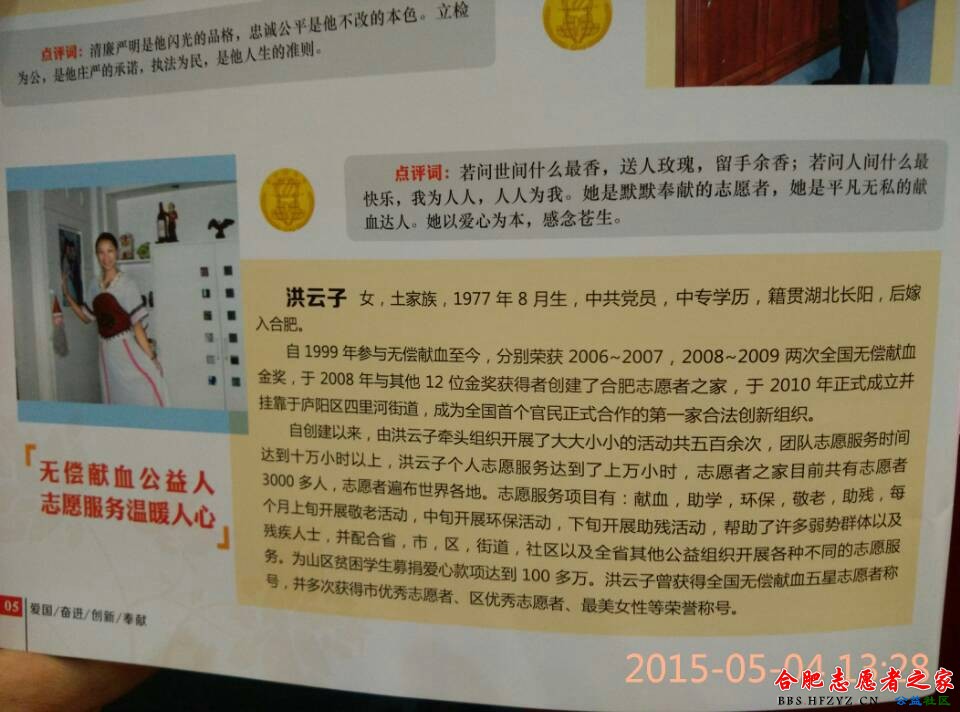 点评词：清廉严明是他闪光的品格，忠诚公平是他不改的本色。立检
为公，是他庄严的承诺，执法为民，是他人生的准则。
点评词：若问世间什么最香，送人玫瑰，留手余香；若问人间什么最
快乐，我为人人，人人为我。她是默默奉献的志愿者，她是平凡无私的献
血达人。她以爱心为本，感念苍生。
洪云子 女，土家族，1977年8月生，中共党员，中专学历，籍贯湖北长阳，后嫁
入合肥。
自1999年参与无偿献血至今，分别荣获2006~2007，2008~2009两次全国无偿献血
金奖，于2008年与其他12位金奖获得者创建了合肥志愿者之家，于2010年正式成立并
挂靠于庐阳区四里河街道，成为全国首个官民正式合作的第一家合法创新组织。
自创建以来，由洪云子牵头组织开展了大大小小的活动共五百余次，团队志愿服务时间
达到十万小时以上，洪云子个人志愿服务达到了上万小时，志愿者之家目前共有志愿者
3000多人，志愿者遍布世界各地。志愿服务项目有：献血，助学，环保，敬老，助残，每
个月上旬开展敬老活动，中旬开展环保活动，下旬开展助残活动，帮助了许多弱势群体以及
残疾人士，并配合省，市，区，街道，社区以及全省其他公益组织开展各种不同的志愿服
务。为山区贫困学生募捐爱心款项达到100多万。洪云子曾获得全国无偿献血五星志愿者称
号，并多次获得市优秀志愿者、区优秀志愿者、最美女性等荣誉称号。
「无偿献血公益人
志愿服务温暖人心」
05 爱国/奋进/创新/奉献
2015-05-04 13:28
合肥志愿者之家
BBS HFZYZ CN 公益社区